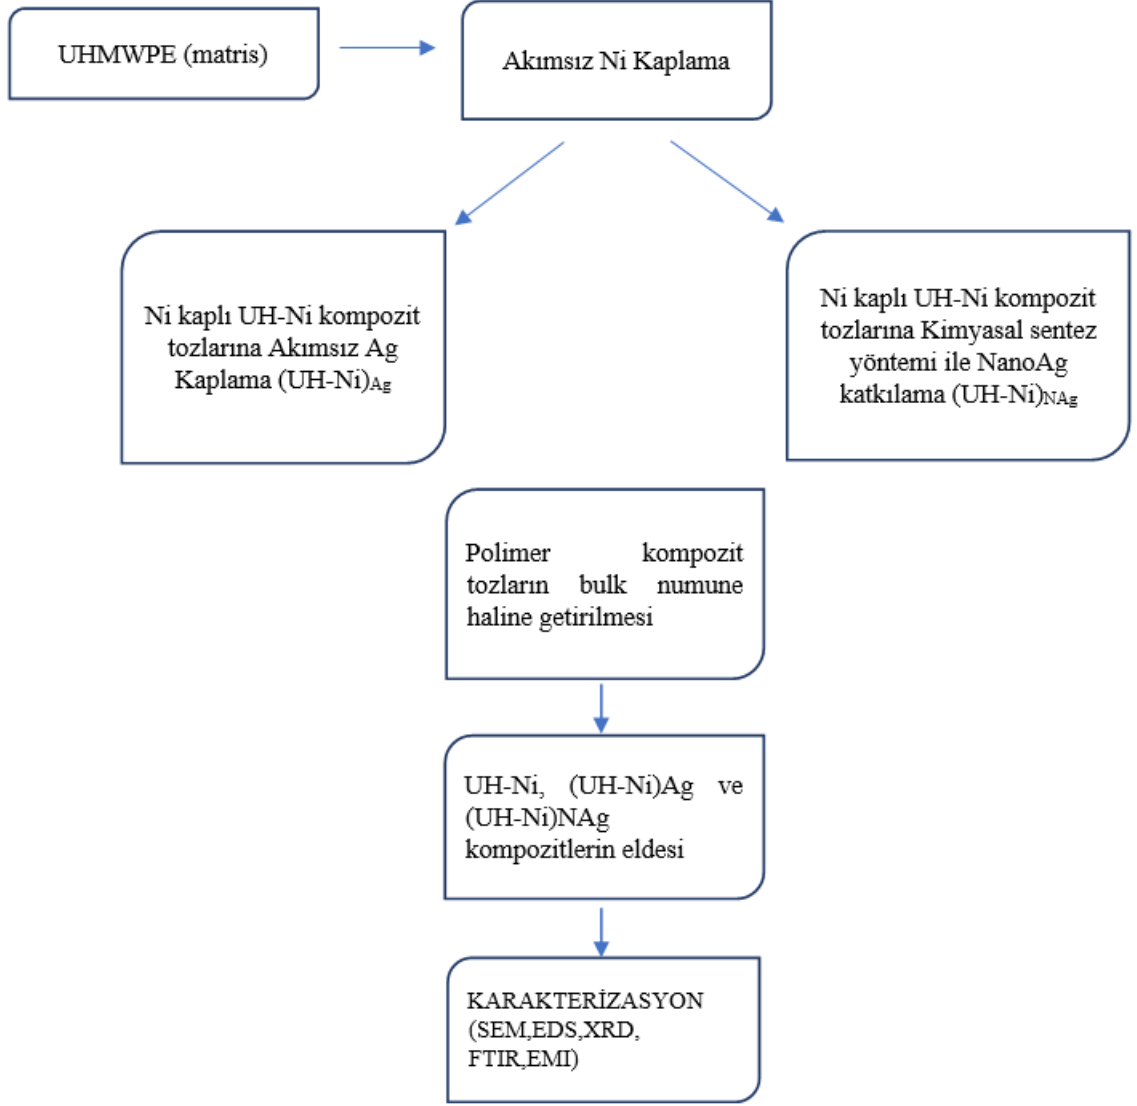 UHMWPE (matris)
Akımsız Ni Kaplama
Ni kaplı UH-Ni kompozit
tozlarına Akımsız Ag
Kaplama (UH-Ni)Ag
Ni kaplı UH-Ni kompozit
tozlarına Kimyasal sentez
yöntemi ile NanoAg
katkılama (UH-Ni)NAg
Polimer kompozit
tozların bulk numune
haline getirilmesi
UH-Ni, (UH-Ni)Ag ve
(UH-Ni)NAg
kompozitlerin eldesi
KARAKTERİZASYON
(SEM,EDS,XRD,
FTIR,EMI)